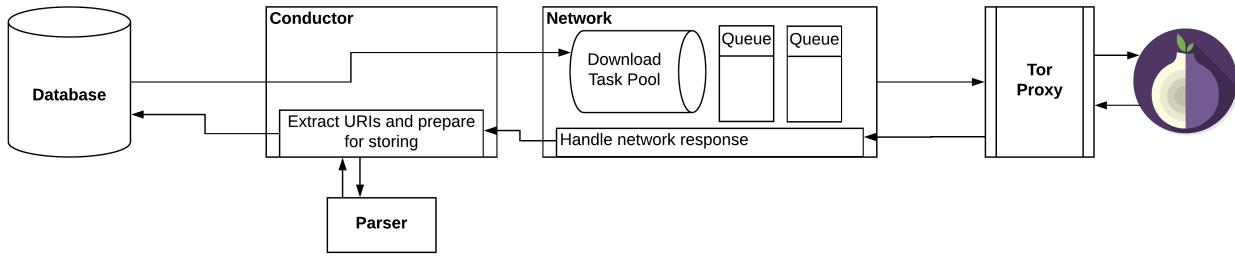 Conductor
Network
Database
Download
Task Pool
Queue
Queue
Tor
Proxy
Extract URIs and prepare
for storing
Handle network response
Parser